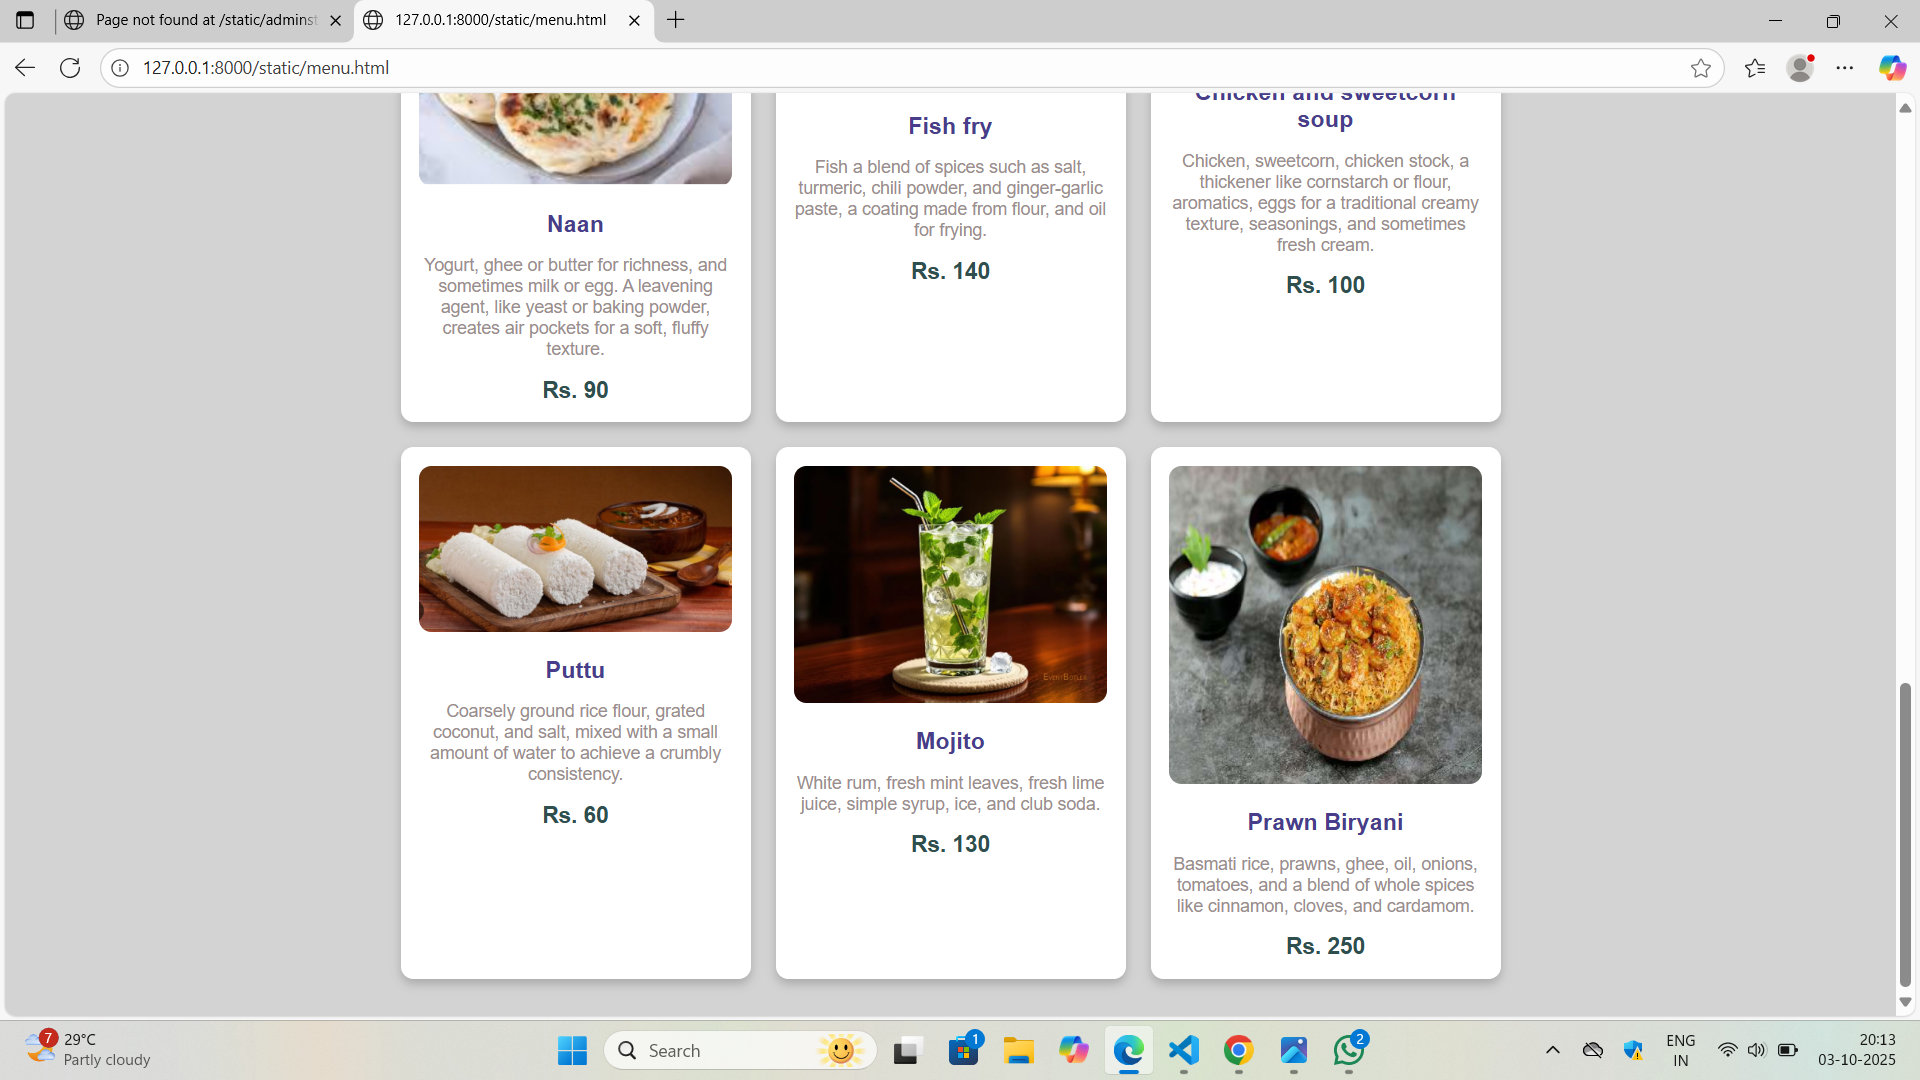 Page not found at /static/adminst
127.0.0.1:8000/static/menu.html
127.0.0.1:8000/static/menu.html
Naan
Yogurt, ghee or butter for richness, and
sometimes milk or egg. A leavening
agent, like yeast or baking powder,
creates air pockets for a soft, fluffy
texture.
Rs. 90
Fish fry
Fish a blend of spices such as salt,
turmeric, chili powder, and ginger-garlic
paste, a coating made from flour, and oil
for frying.
Rs. 140
Chicken and sweetcorn
soup
Chicken, sweetcorn, chicken stock, a
thickener like cornstarch or flour,
aromatics, eggs for a traditional creamy
texture, seasonings, and sometimes
fresh cream.
Rs. 100
Puttu
Coarsely ground rice flour, grated
coconut, and salt, mixed with a small
amount of water to achieve a crumbly
consistency.
Rs. 60
Mojito
White rum, fresh mint leaves, fresh lime
juice, simple syrup, ice, and club soda.
Rs. 130
Prawn Biryani
Basmati rice, prawns, ghee, oil, onions,
tomatoes, and a blend of whole spices
like cinnamon, cloves, and cardamom.
Rs. 250
7
29°C
Partly cloudy
Search
1
2
ENG
IN
20:13
03-10-2025